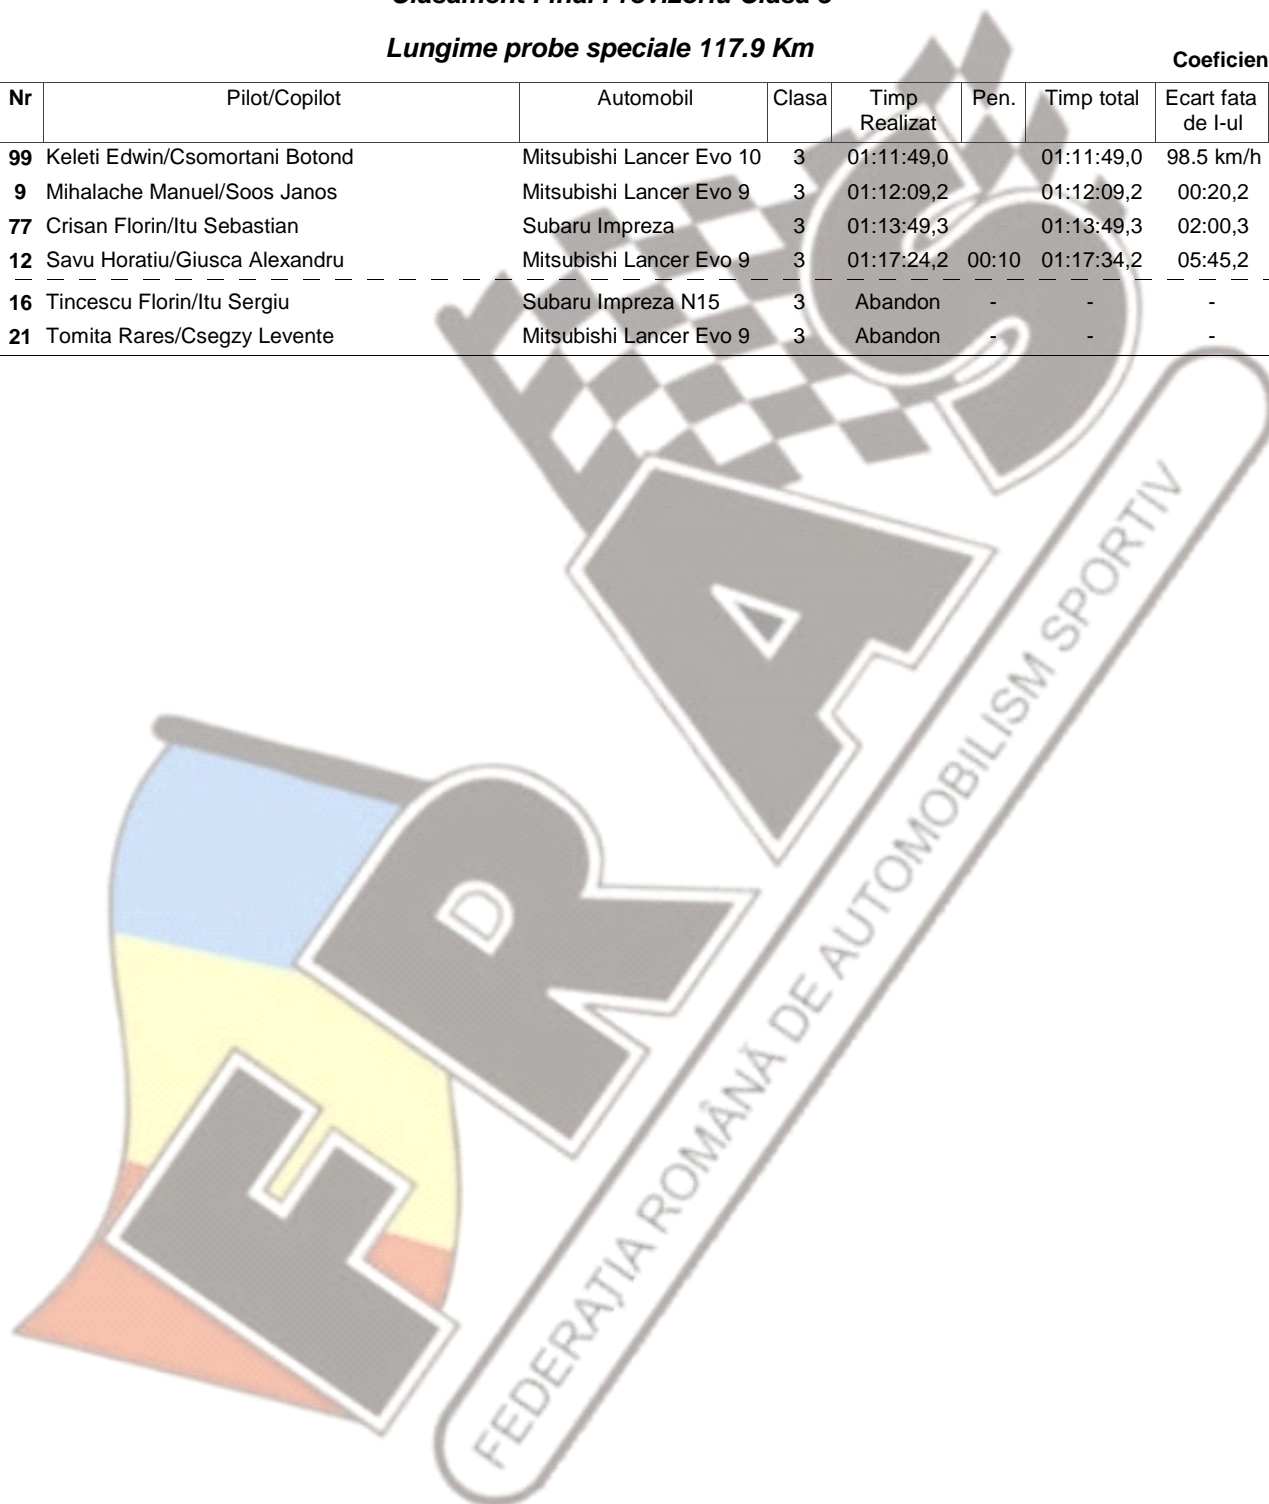 Clasament Final Provizoriu Clasa 3
Lungime probe speciale 117.9 Km
Coeficien
Nr Pilot/Copilot Automobil Clasa Timp Realizat Pen. Timp total Ecart fata de I-ul
99 Keleti Edwin/Csomortani Botond Mitsubishi Lancer Evo 10 3 01:11:49,0 01:11:49,0 98.5 km/h
9 Mihalache Manuel/Soos Janos Mitsubishi Lancer Evo 9 3 01:12:09,2 01:12:09,2 00:20,2
77 Crisan Florin/Itu Sebastian Subaru Impreza 3 01:13:49,3 01:13:49,3 02:00,3
12 Savu Horatiu/Giusca Alexandru Mitsubishi Lancer Evo 9 3 01:17:24,2 00:10 01:17:34,2 05:45,2
16 Tincescu Florin/Itu Sergiu Subaru Impreza N15 3 Abandon - - -
21 Tomita Rares/Csegzy Levente Mitsubishi Lancer Evo 9 3 Abandon - - -
FRAS
FEDERAȚIA ROMÂNĂ DE AUTOMOBILISM SPORTIV